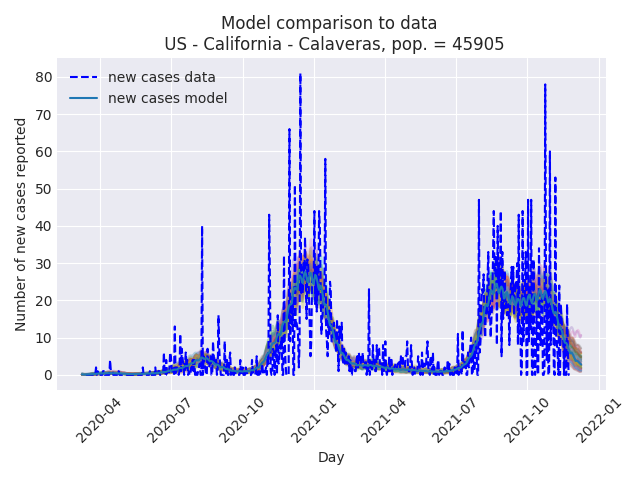 Model comparison to data
US - California - Calaveras, pop. = 45905
new cases data
new cases model
Number of new cases reported
80
70
60
50
40
30
20
10
0
2020-04
2020-07
2020-10
2021-01
2021-04
2021-07
2021-10
2022-01
Day